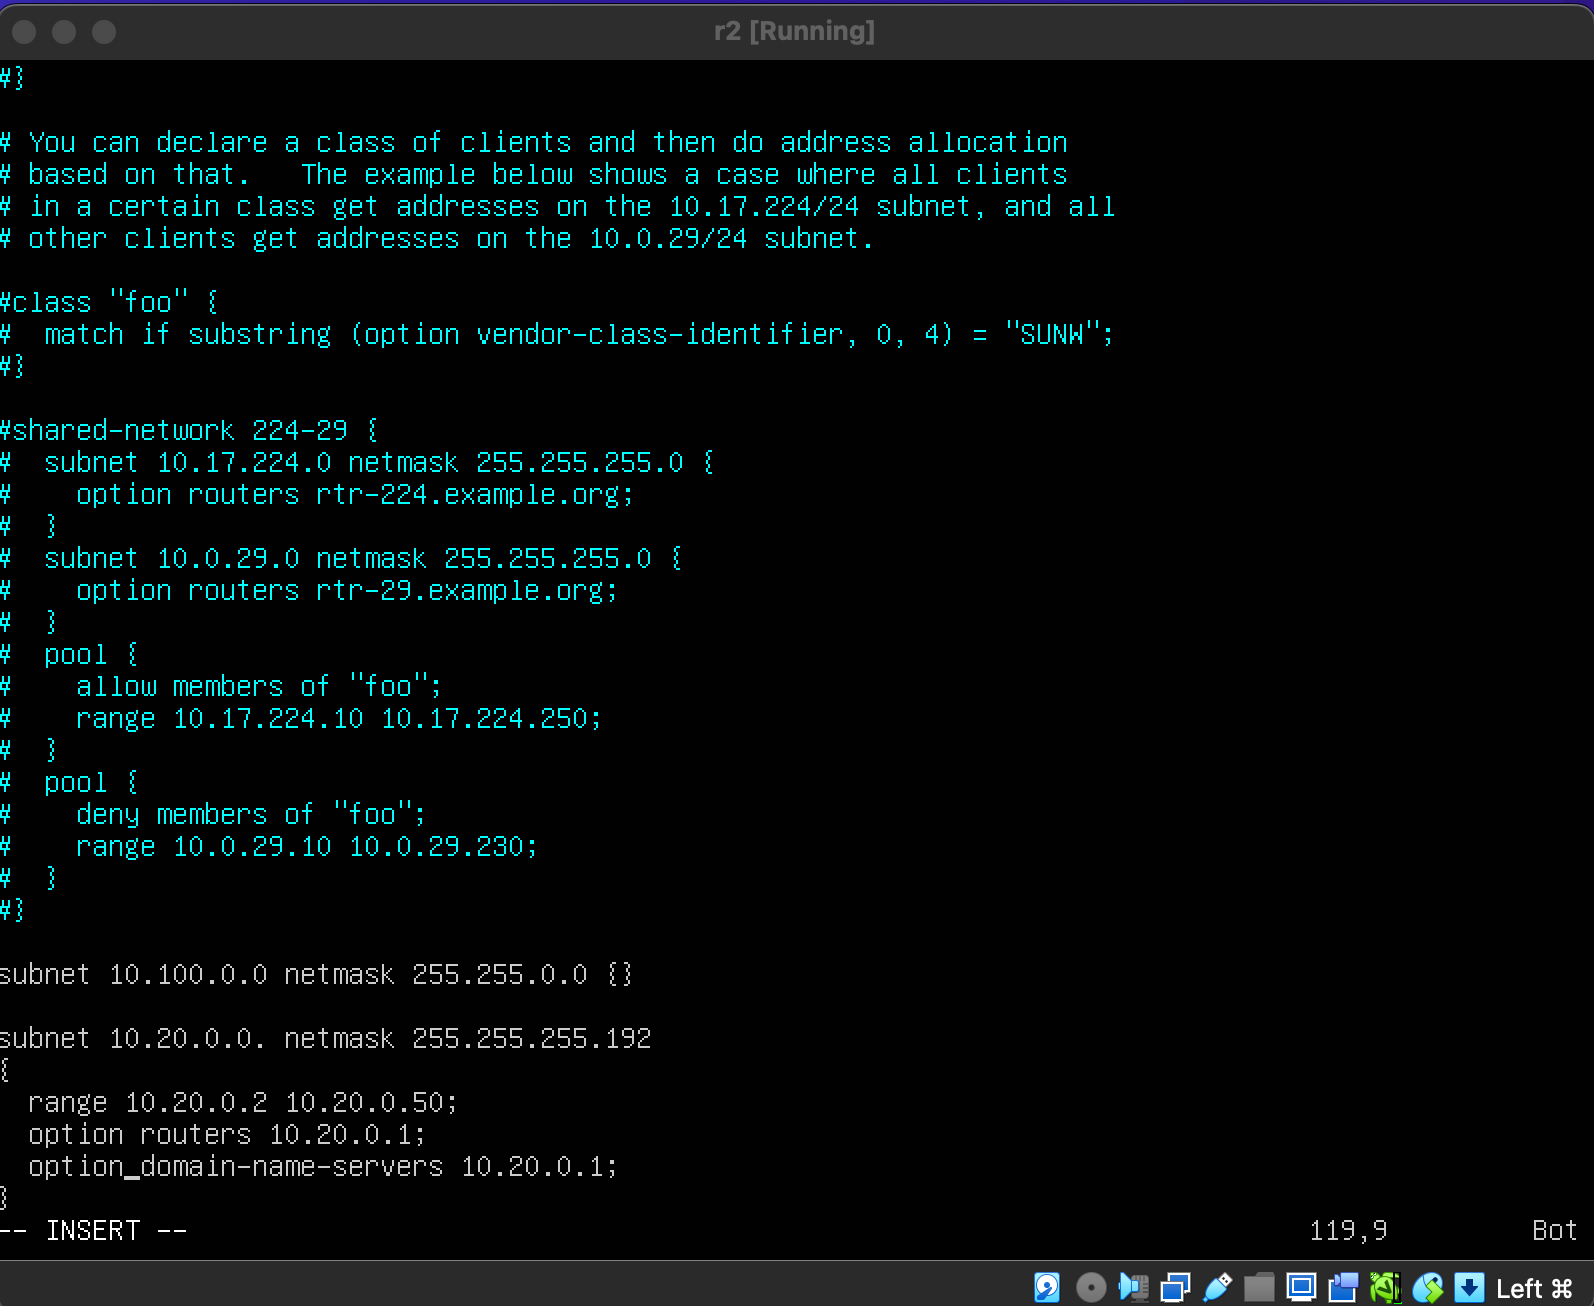 r2 [Running]
#}
# You can declare a class of clients and then do address allocation
# based on that.   The example below shows a case where all clients
# in a certain class get addresses on the 10.17.224/24 subnet, and all
# other clients get addresses on the 10.0.29/24 subnet.
#class "foo" {
#  match if substring (option vendor-class-identifier, 0, 4) = "SUNW";
#}
#shared-network 224-29 {
#  subnet 10.17.224.0 netmask 255.255.255.0 {
#    option routers rtr-224.example.org;
#  }
#  subnet 10.0.29.0 netmask 255.255.255.0 {
#    option routers rtr-29.example.org;
#  }
#  pool {
#    allow members of "foo";
#    range 10.17.224.10 10.17.224.250;
#  }
#  pool {
#    deny members of "foo";
#    range 10.0.29.10 10.0.29.230;
#  }
#}
subnet 10.100.0.0 netmask 255.255.0.0 {}
subnet 10.20.0.0. netmask 255.255.255.192
{
  range 10.20.0.2 10.20.0.50;
  option routers 10.20.0.1;
  option domain-name-servers 10.20.0.1;
}
-- INSERT -- 119,9 Bot
Left ⌘